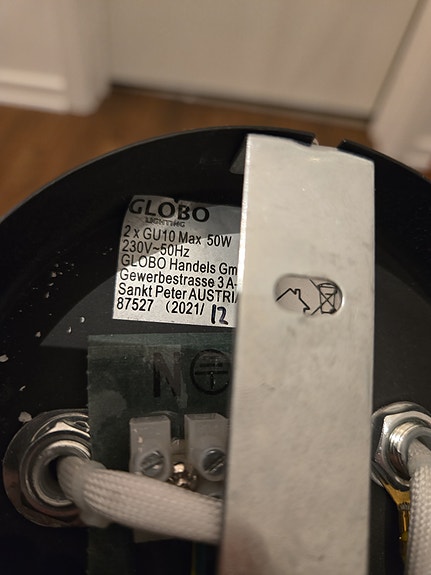 GLOBO
LIGHTING
2 x GU10 Max 50W
230V~50Hz
GLOBO Handels Gm
Gewerbestrasse 3 A-
Sankt Peter AUSTRI
87527 (2021/ 12
N